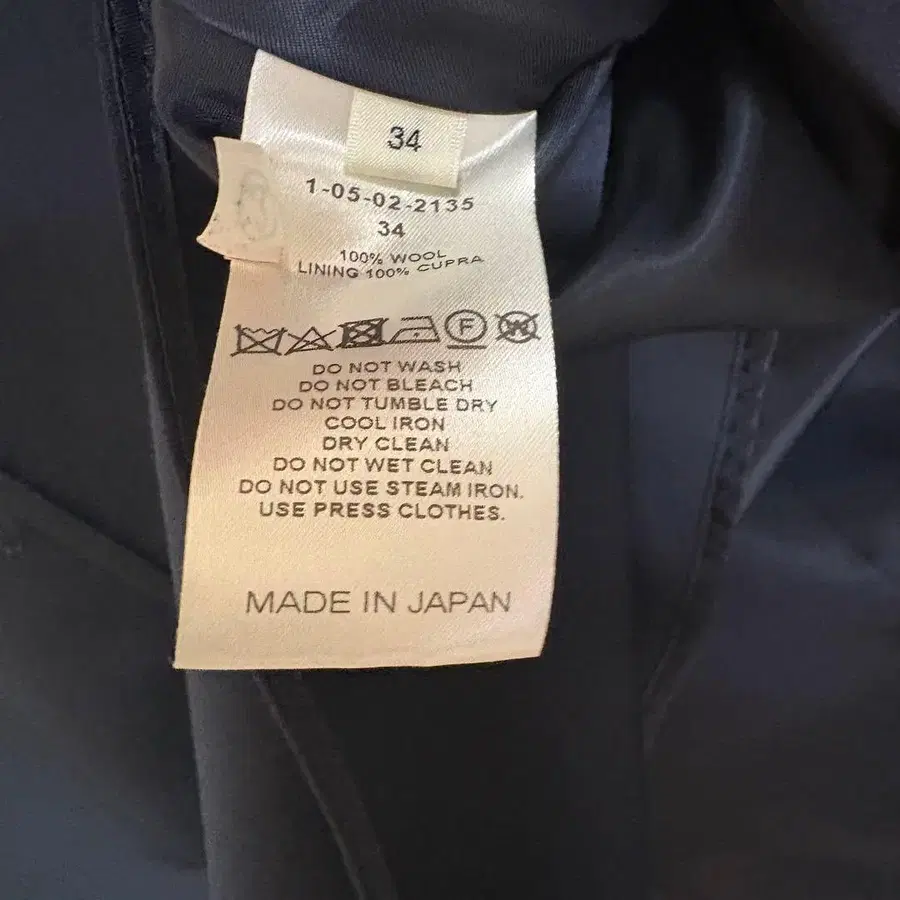 34
1-05-02-2135
34
100% WOOL
LINING 100% CUPRA
F
W
DO NOT WASH
DO NOT BLEACH
DO NOT TUMBLE DRY
COOL IRON
DRY CLEAN
DO NOT WET CLEAN
DO NOT USE STEAM IRON.
USE PRESS CLOTHES.
MADE IN JAPAN